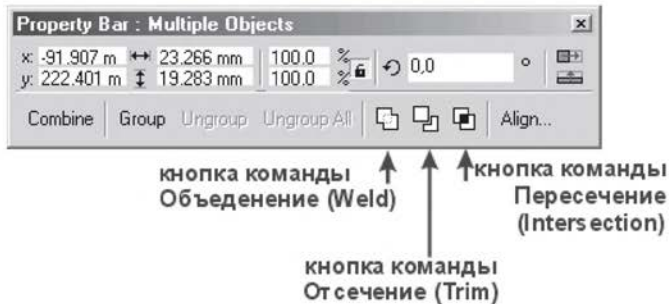 Property Bar : Multiple Objects
x: -91.907 m 23.266 mm 100.0 % 0,0 °
y: 222.401 m 19.283 mm 100.0 %
Combine Group Ungroup Ungroup All Align...
кнопка команды
Объеденение (Weld)
кнопка команды
Пересечение
(Intersection)
кнопка команды
Отсечение (Trim)